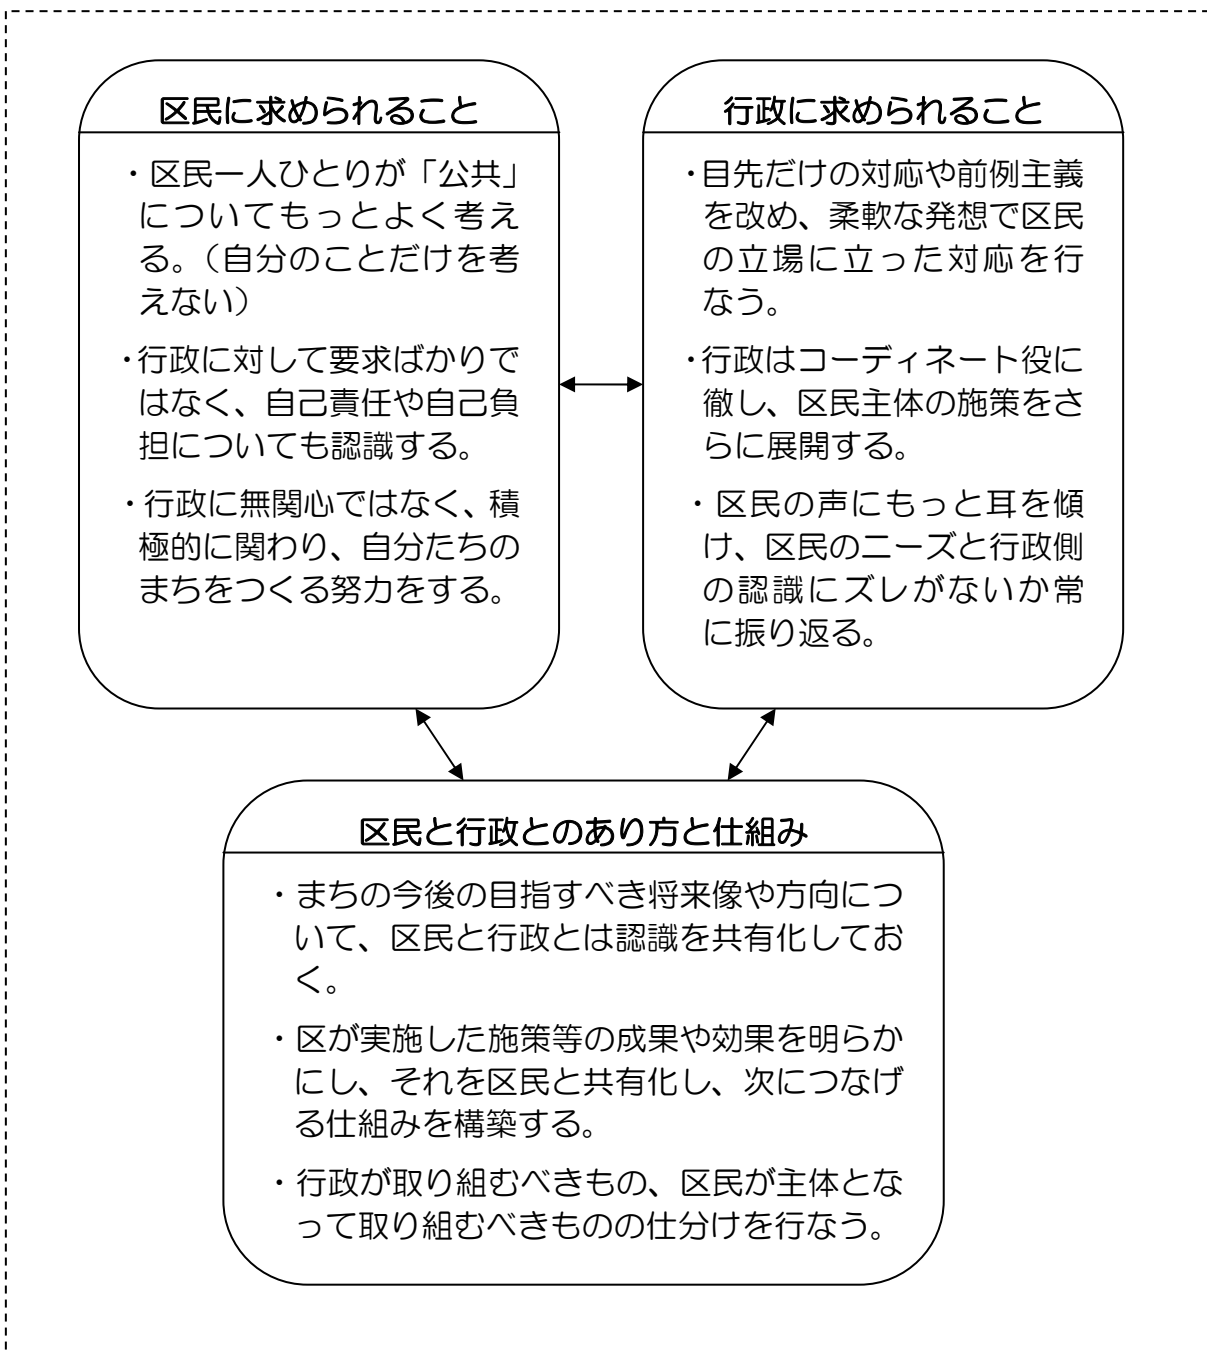 区民に求められること
・区民一人ひとりが「公共」
についてもっとよく考え
る。（自分のことだけを考
えない）
・行政に対して要求ばかりで
はなく、自己責任や自己負
担についても認識する。
・行政に無関心ではなく、積
極的に関わり、自分たちの
まちをつくる努力をする。
行政に求められること
・目先だけの対応や前例主義
を改め、柔軟な発想で区民
の立場に立った対応を行
なう。
・行政はコーディネート役に
徹し、区民主体の施策をさ
らに展開する。
・区民の声にもっと耳を傾
け、区民のニーズと行政側
の認識にズレがないか常
に振り返る。
区民と行政とのあり方と仕組み
・まちの今後の目指すべき将来像や方向につ
いて、区民と行政とは認識を共有化してお
く。
・区が実施した施策等の成果や効果を明らか
にし、それを区民と共有化し、次につなげ
る仕組みを構築する。
・行政が取り組むべきもの、区民が主体とな
って取り組むべきものの仕分けを行なう。